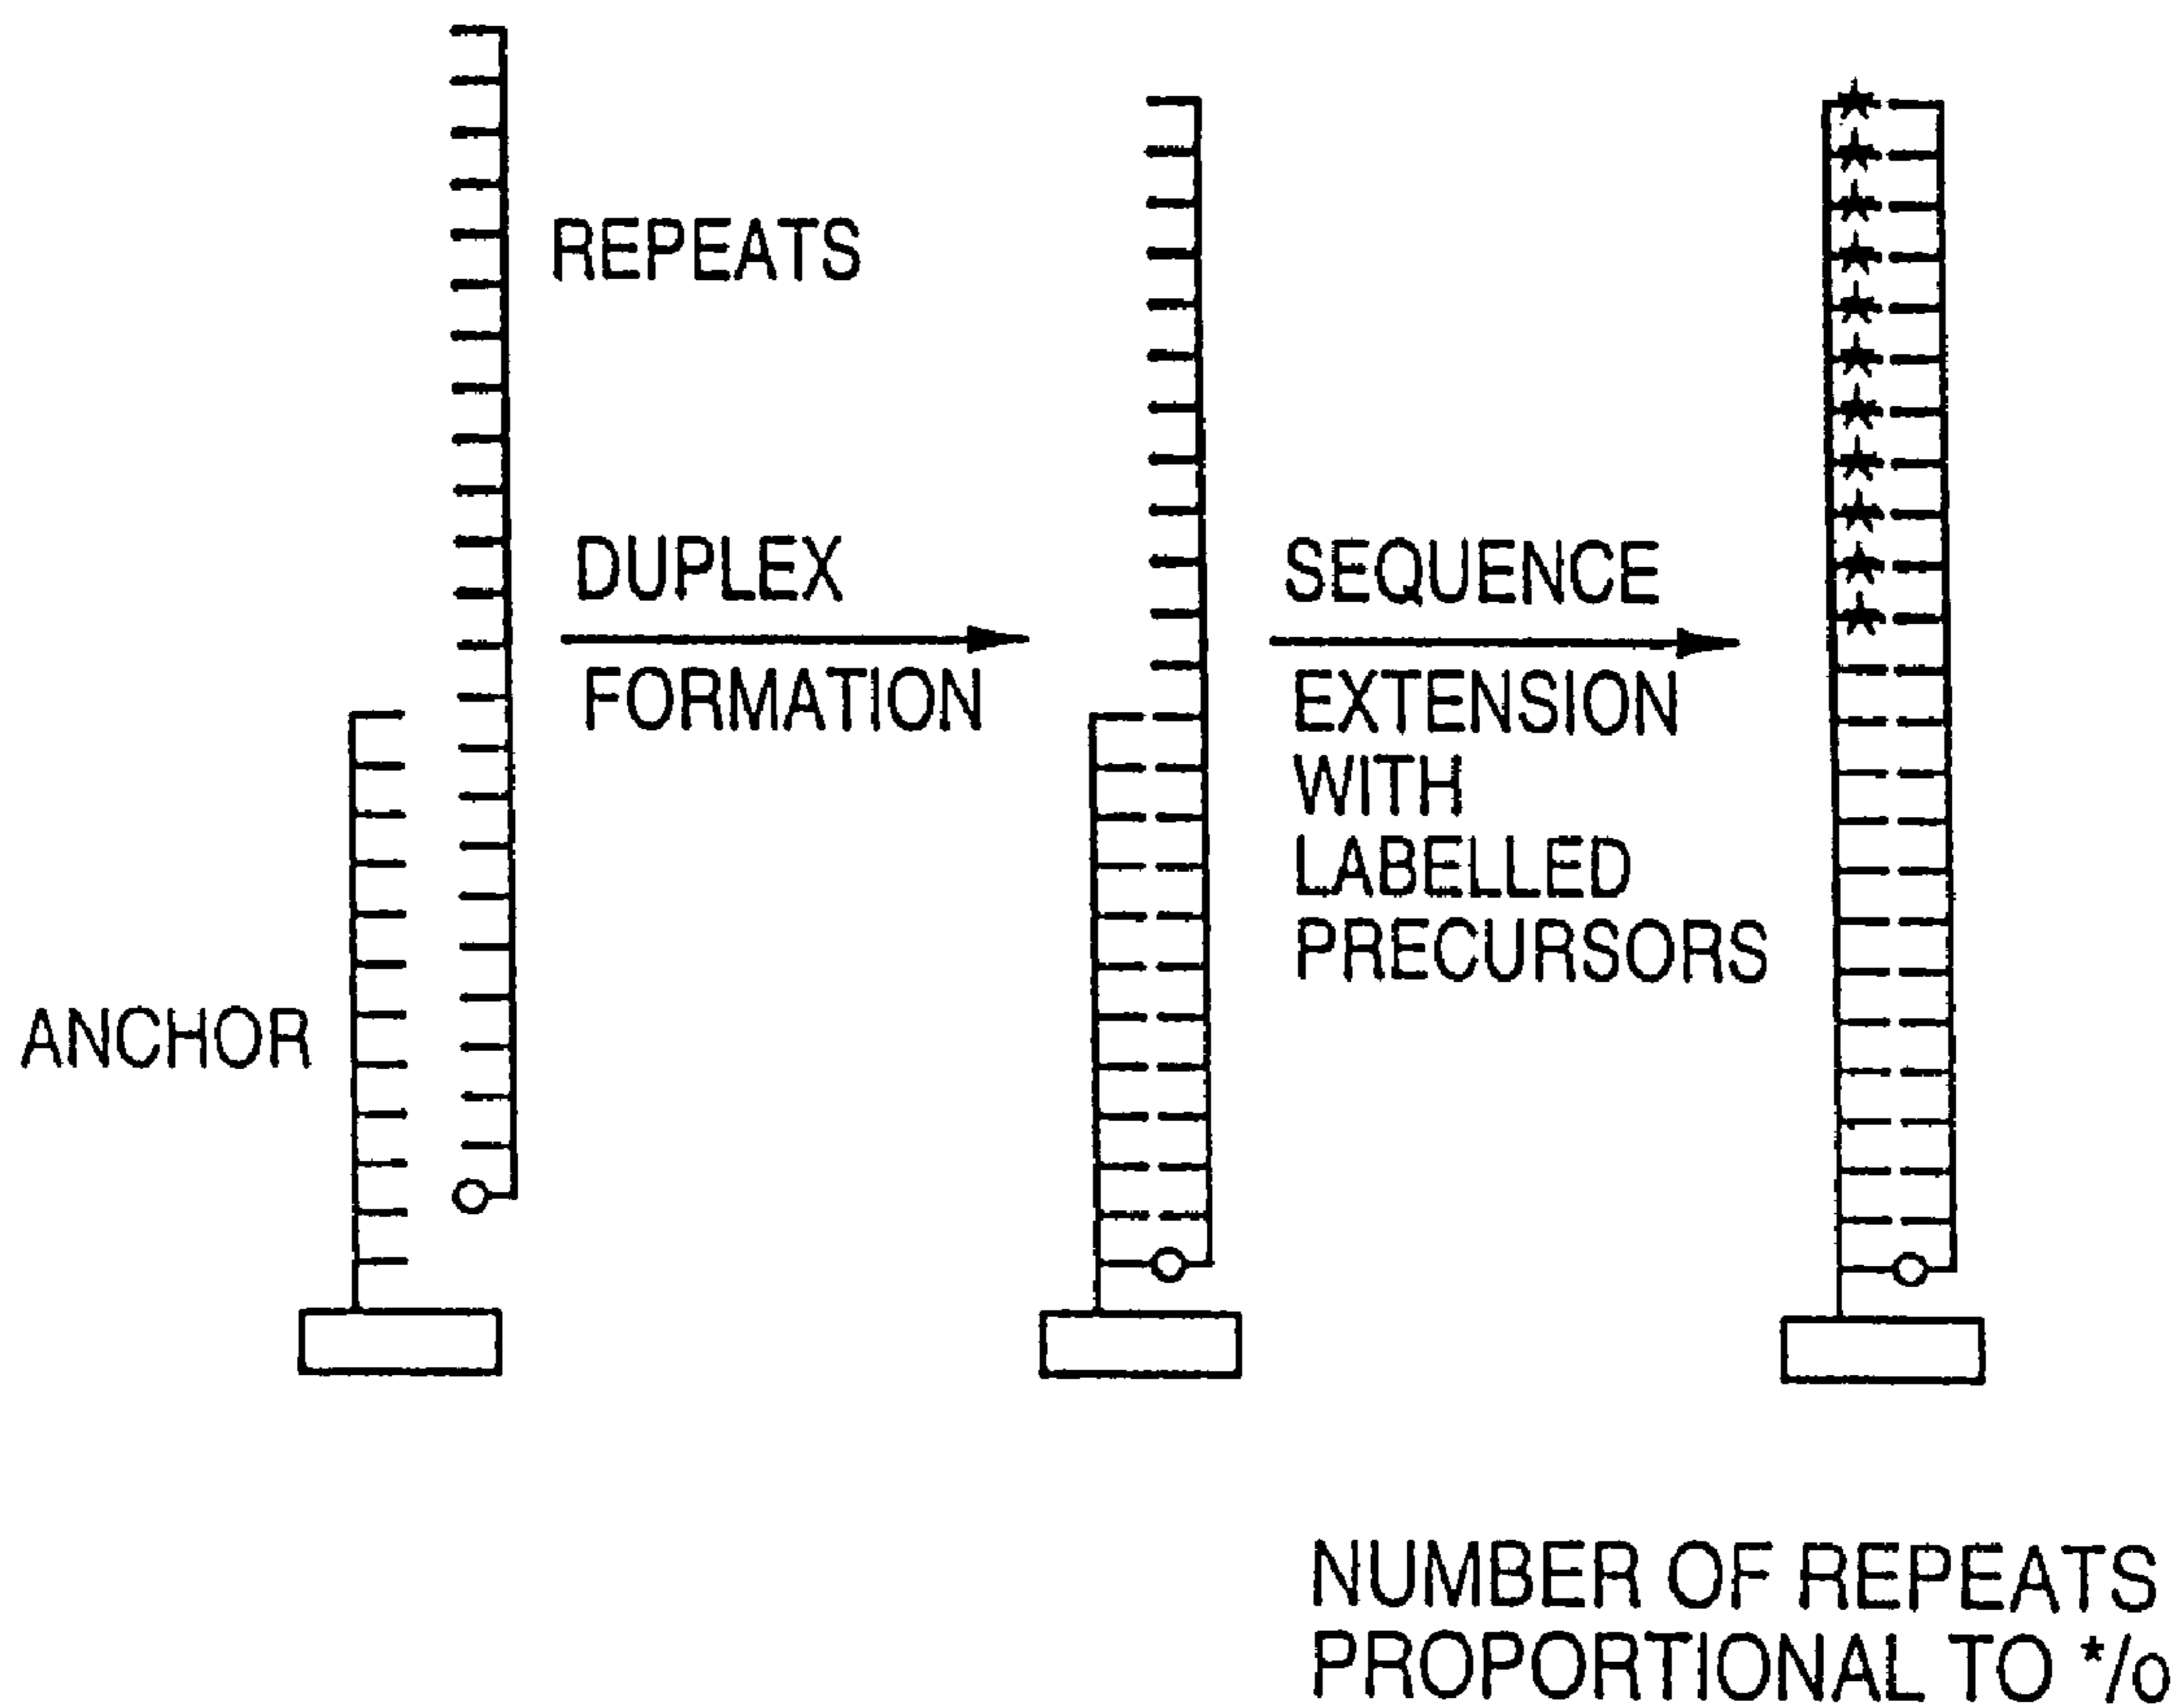 REPEATS
ANCHOR
DUPLEX
FORMATION
SEQUENCE
EXTENSION
WITH
LABELLED
PRECURSORS
NUMBER OF REPEATS
PROPORTIONAL TO */o